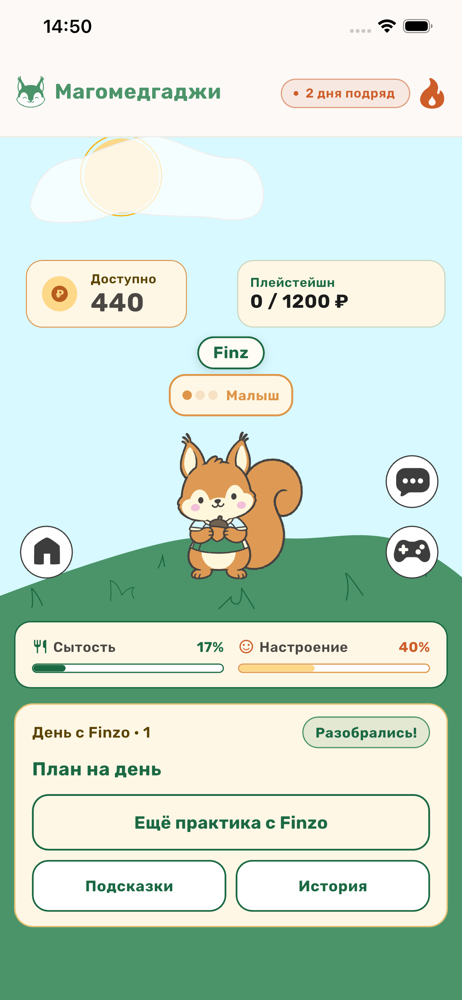 14:50
Магомедгаджи
• 2 дня подряд
₽
Доступно
440
Плейстейшн
0 / 1200 ₽
Finz
Малыш
Сытость
17%
Настроение
40%
День с Finzo • 1
Разобрались!
План на день
Ещё практика с Finzo
Подсказки
История